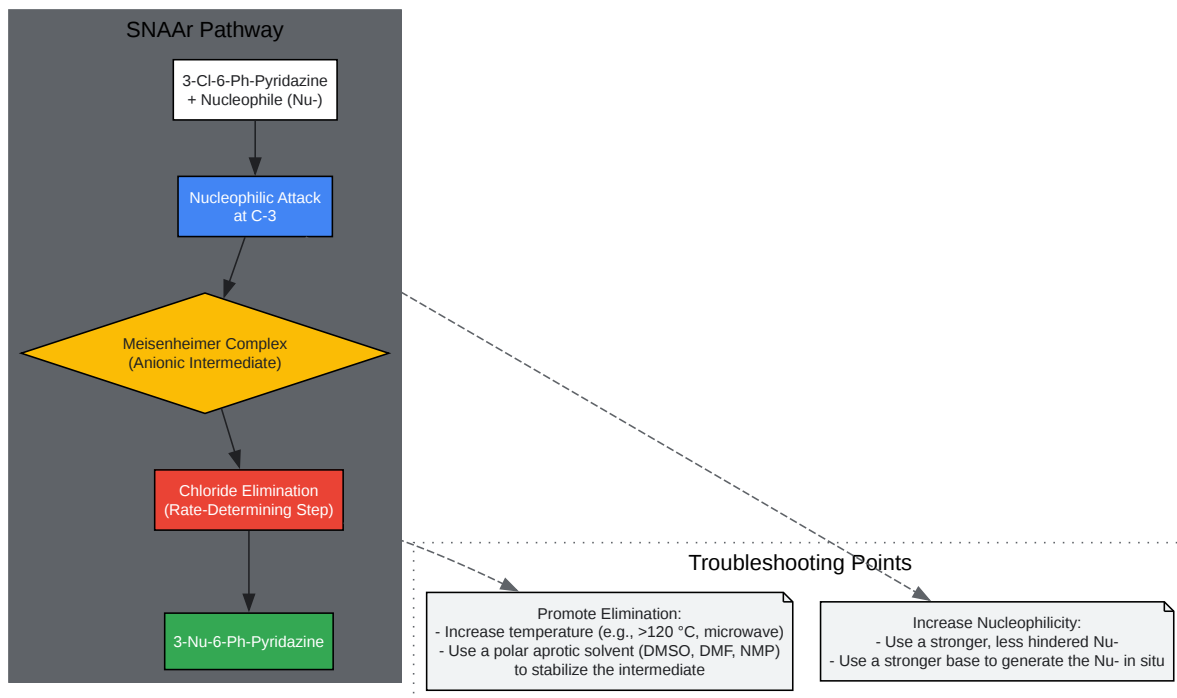 SNAAr Pathway
3-Cl-6-Ph-Pyridazine
+ Nucleophile (Nu-)
Nucleophilic Attack
at C-3
Meisenheimer Complex
(Anionic Intermediate)
Chloride Elimination
(Rate-Determining Step)
3-Nu-6-Ph-Pyridazine
Troubleshooting Points
Promote Elimination:
- Increase temperature (e.g., >120 °C, microwave)
- Use a polar aprotic solvent (DMSO, DMF, NMP)
to stabilize the intermediate
Increase Nucleophilicity:
- Use a stronger, less hindered Nu-
- Use a stronger base to generate the Nu- in situ